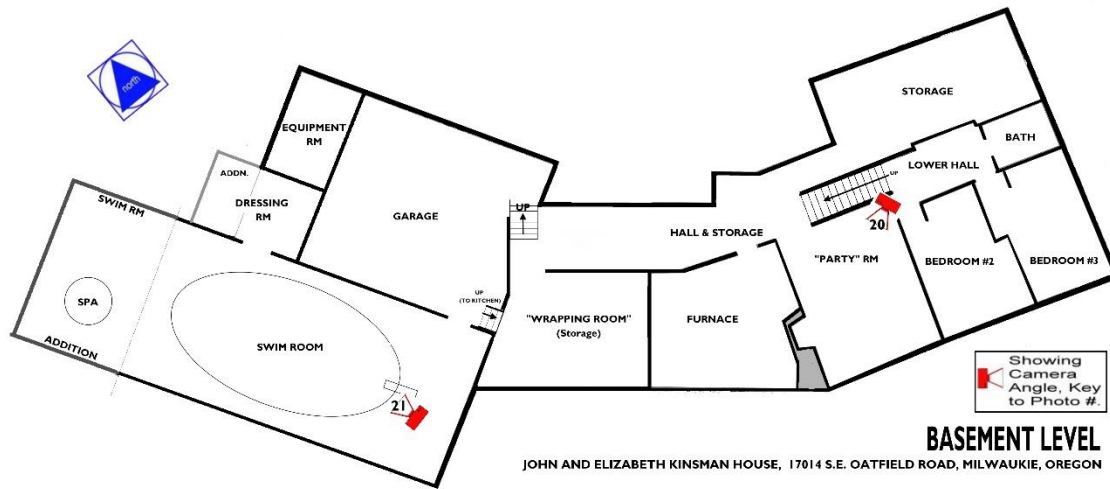 north
STORAGE
EQUIPMENT
RM
BATH
ADDN.
LOWER HALL
UP
SWIM RM
DRESSING
RM
GARAGE
UP
HALL & STORAGE
20
"PARTY" RM
BEDROOM #2
BEDROOM #3
SPA
UP
(TO KITCHEN)
"WRAPPING ROOM"
(Storage)
FURNACE
ADDITION
SWIM ROOM
21
Showing
Camera
Angle, Key
to Photo #.
BASEMENT LEVEL
JOHN AND ELIZABETH KINSMAN HOUSE, 17014 S.E. OATFIELD ROAD, MILWAUKIE, OREGON